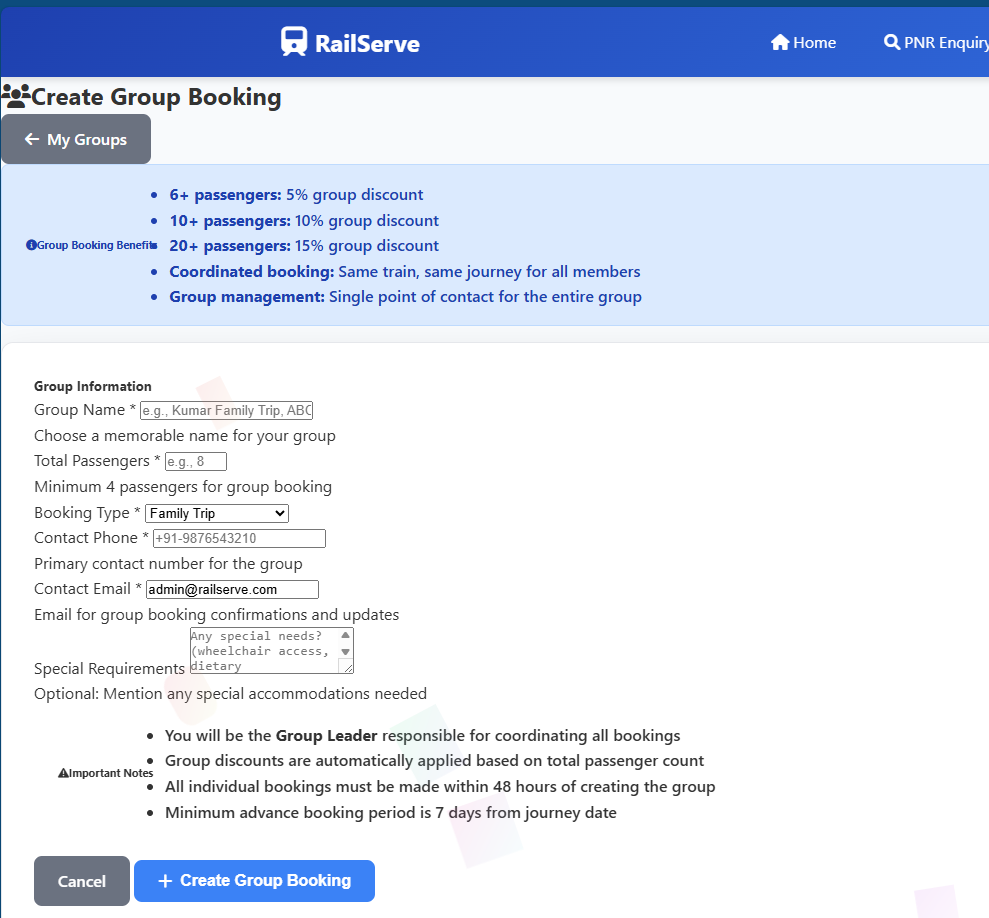 RailServe
Home
PNR Enquiry
Create Group Booking
My Groups
Group Booking Benefits
6+ passengers: 5% group discount
10+ passengers: 10% group discount
20+ passengers: 15% group discount
Coordinated booking: Same train, same journey for all members
Group management: Single point of contact for the entire group
Group Information
Group Name * e.g., Kumar Family Trip, ABC
Choose a memorable name for your group
Total Passengers * e.g., 8
Minimum 4 passengers for group booking
Booking Type * Family Trip
Contact Phone * +91-9876543210
Primary contact number for the group
Contact Email * admin@railserve.com
Email for group booking confirmations and updates
Special Requirements
Any special needs?
(wheelchair access,
dietary
Optional: Mention any special accommodations needed
Important Notes
You will be the Group Leader responsible for coordinating all bookings
Group discounts are automatically applied based on total passenger count
All individual bookings must be made within 48 hours of creating the group
Minimum advance booking period is 7 days from journey date
Cancel
Create Group Booking